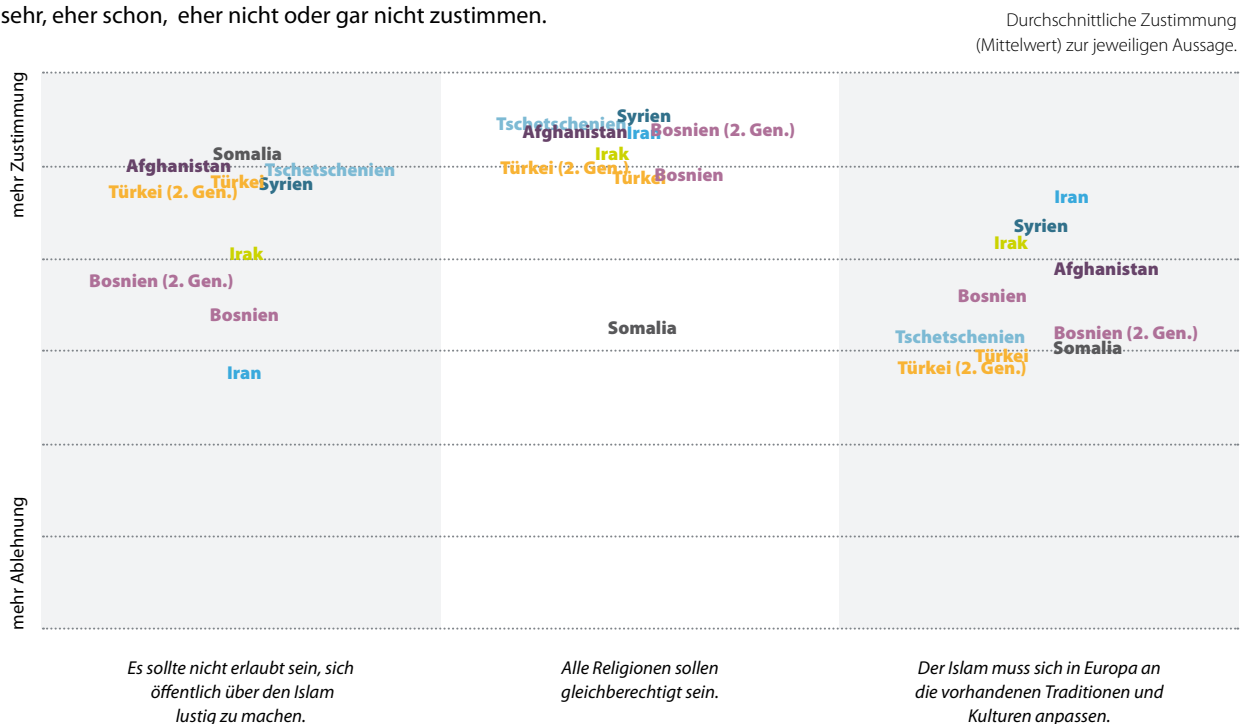 sehr, eher schon, eher nicht oder gar nicht zustimmen.
Durchschnittliche Zustimmung
(Mittelwert) zur jeweiligen Aussage.
mehr Zustimmung
mehr Ablehnung
Somalia
Afghanistan
Tschetschenien
Türkei
Syrien
Türkei (2. Gen.)
Irak
Bosnien (2. Gen.)
Bosnien
Iran
Syrien
Tschetschenien
Afghanistan
Iran
Bosnien (2. Gen.)
Irak
Türkei (2. Gen.)
Türkei
Bosnien
Somalia
Iran
Syrien
Irak
Afghanistan
Bosnien
Bosnien (2. Gen.)
Tschetschenien
Somalia
Türkei
Türkei (2. Gen.)
Es sollte nicht erlaubt sein, sich
öffentlich über den Islam
lustig zu machen.
Alle Religionen sollen
gleichberechtigt sein.
Der Islam muss sich in Europa an
die vorhandenen Traditionen und
Kulturen anpassen.